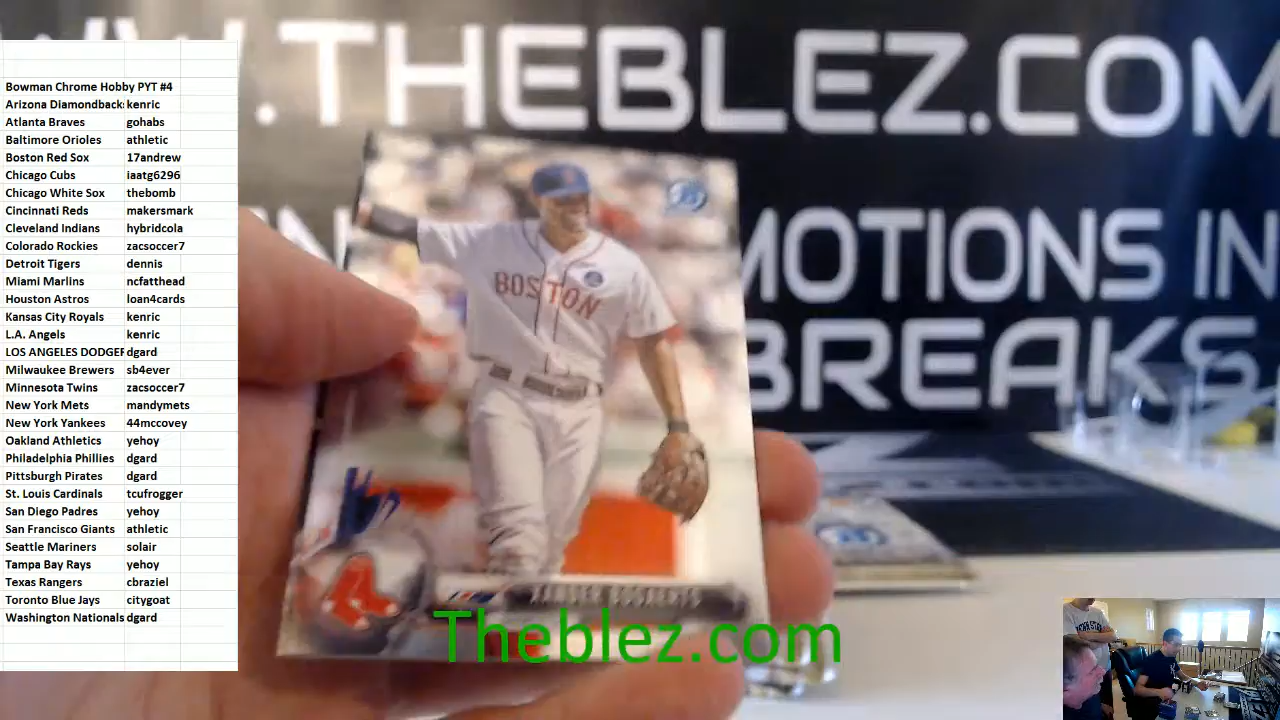 W.THEBLEZ.COM
MOTIONS IN
BREAKS
Bowman Chrome Hobby PYT #4
Arizona Diamondback kenric
Atlanta Braves gohabs
Baltimore Orioles athletic
Boston Red Sox 17andrew
Chicago Cubs iaatg6296
Chicago White Sox thebomb
Cincinnati Reds makersmark
Cleveland Indians hybridcola
Colorado Rockies zacsoccer7
Detroit Tigers dennis
Miami Marlins ncfatthead
Houston Astros loan4cards
Kansas City Royals kenric
L.A. Angels kenric
LOS ANGELES DODGER dgard
Milwaukee Brewers sb4ever
Minnesota Twins zacsoccer7
New York Mets mandymets
New York Yankees 44mccovey
Oakland Athletics yehoy
Philadelphia Phillies dgard
Pittsburgh Pirates dgard
St. Louis Cardinals tcufrogger
San Diego Padres yehoy
San Francisco Giants athletic
Seattle Mariners solair
Tampa Bay Rays yehoy
Texas Rangers cbraziel
Toronto Blue Jays citygoat
Washington Nationals dgard
BOSTON
XANDER BOGAERTS
Theblez.com